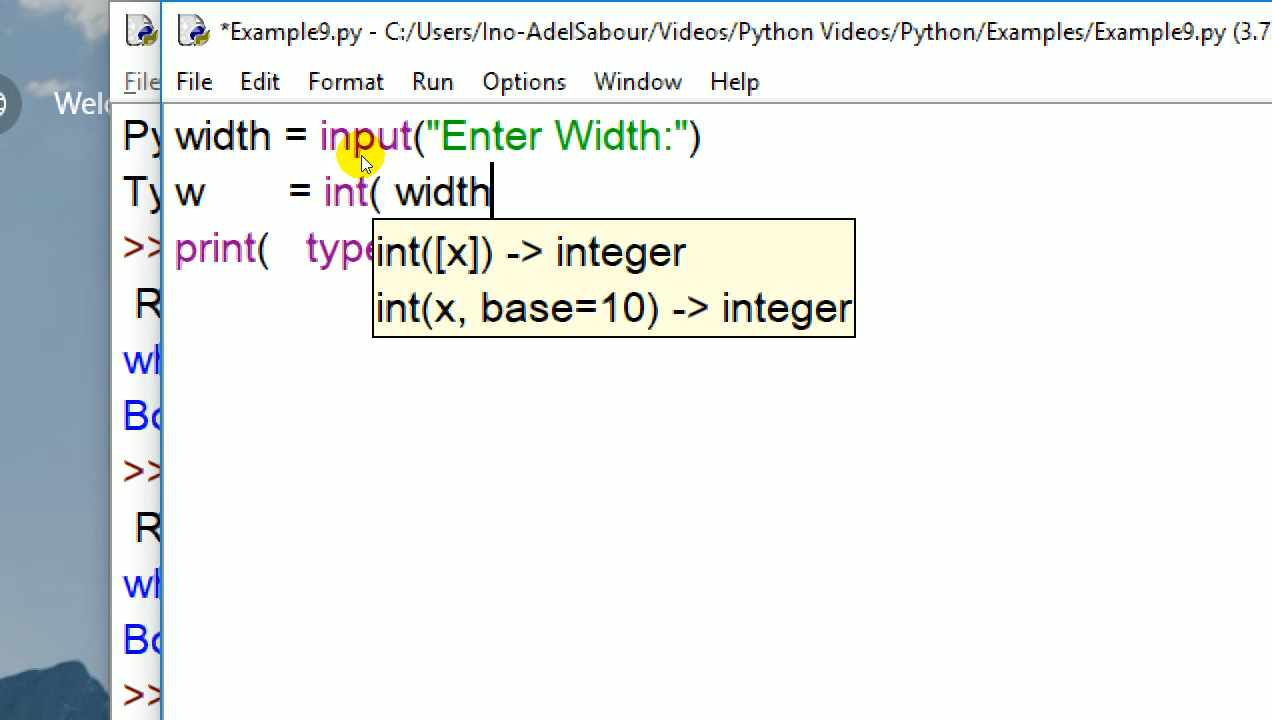 *Example9.py - C:/Users/Ino-AdelSabour/Videos/Python Videos/Python/Examples/Example9.py (3.7
File File Edit Format Run Options Window Help
width = input("Enter Width:")
w = int( width
print( type
int([x]) -> integer
int(x, base=10) -> integer
>>
>>
>>